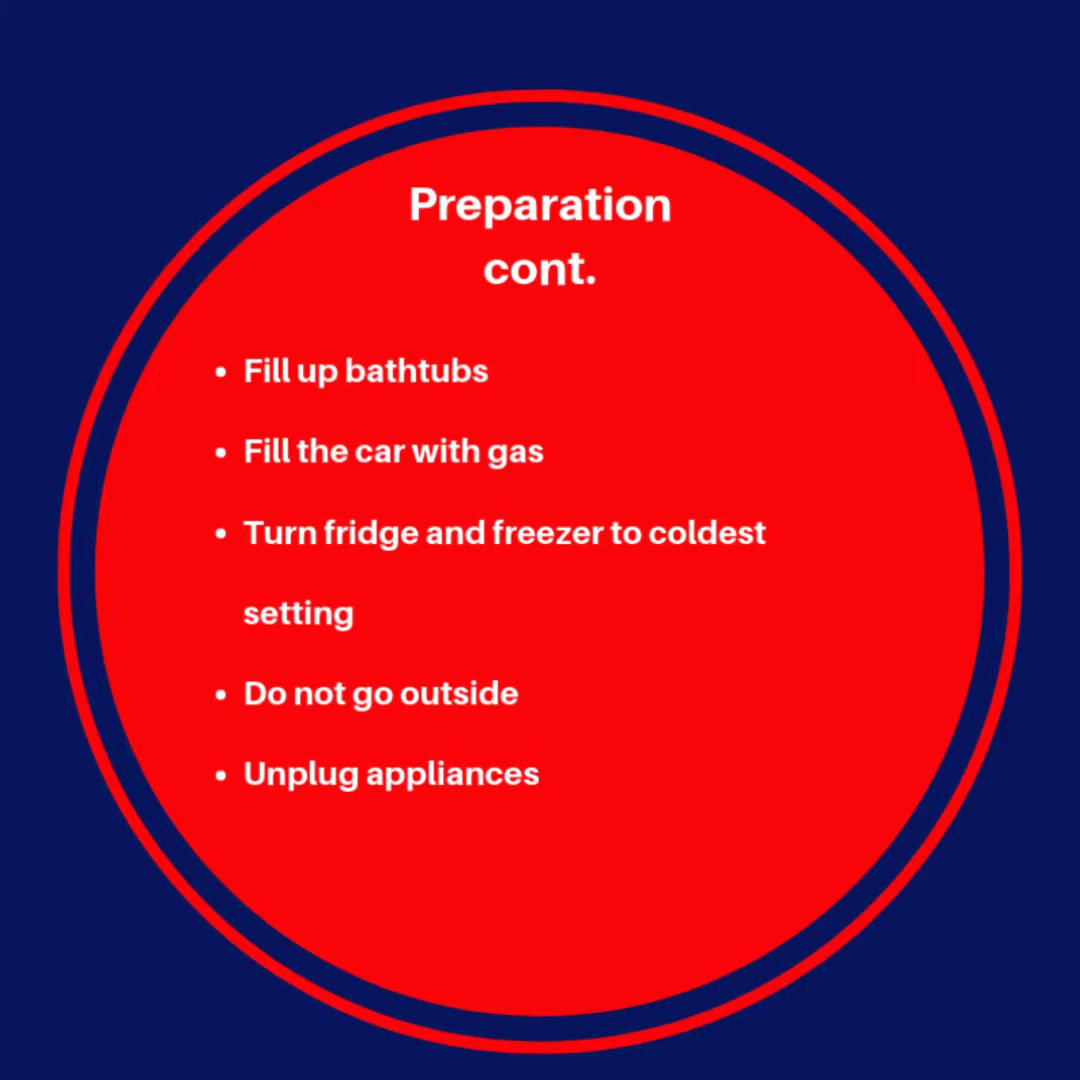 Preparation
cont.
• Fill up bathtubs
• Fill the car with gas
• Turn fridge and freezer to coldest
setting
• Do not go outside
• Unplug appliances